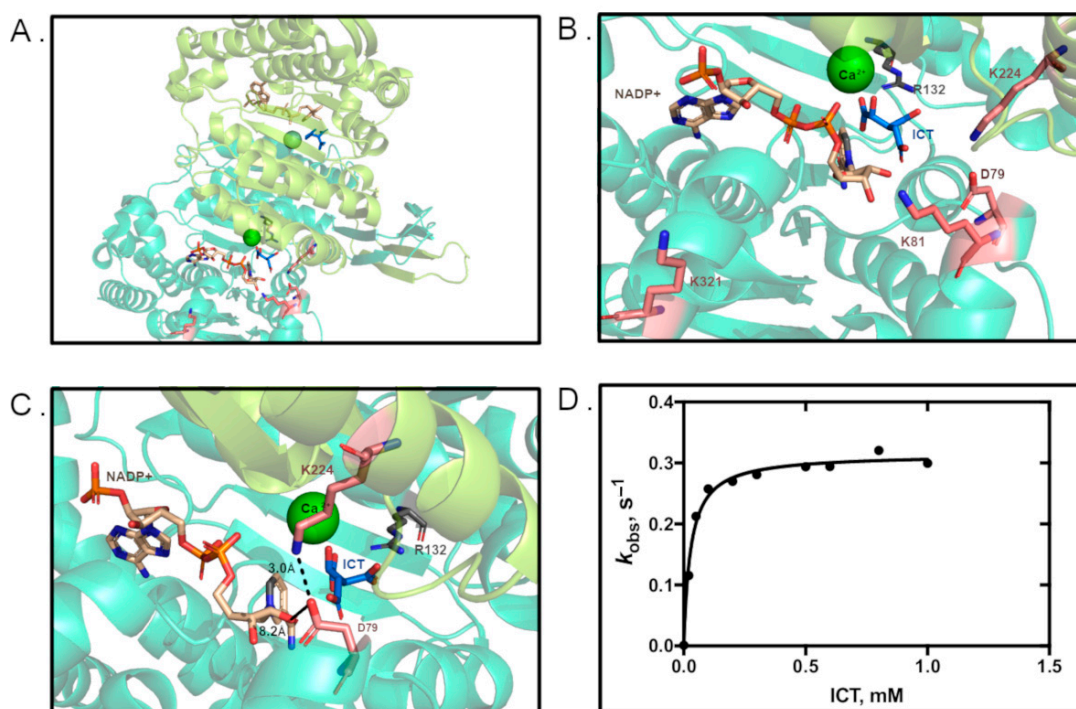 A .
B .
Ca²⁺
R132
K224
NADP+
ICT
D79
K81
K321
C .
K224
NADP+
Ca
R132
ICT
3.0Å
8.2Å
D79
D .
0.4
0.3
0.2
0.1
0.0
k_obs, s⁻¹
0.0 0.5 1.0 1.5
ICT, mM